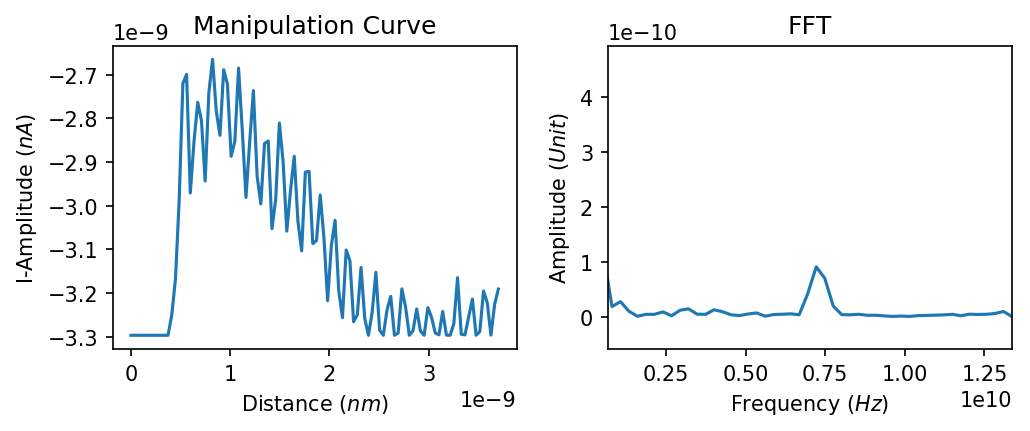 Manipulation Curve
1e−9
I-Amplitude (nA)
−2.7
−2.8
−2.9
−3.0
−3.1
−3.2
−3.3
0 1 2 3
Distance (nm)
1e−9
FFT
1e−10
Amplitude (Unit)
4
3
2
1
0
0.25 0.50 0.75 1.00 1.25
Frequency (Hz)
1e10